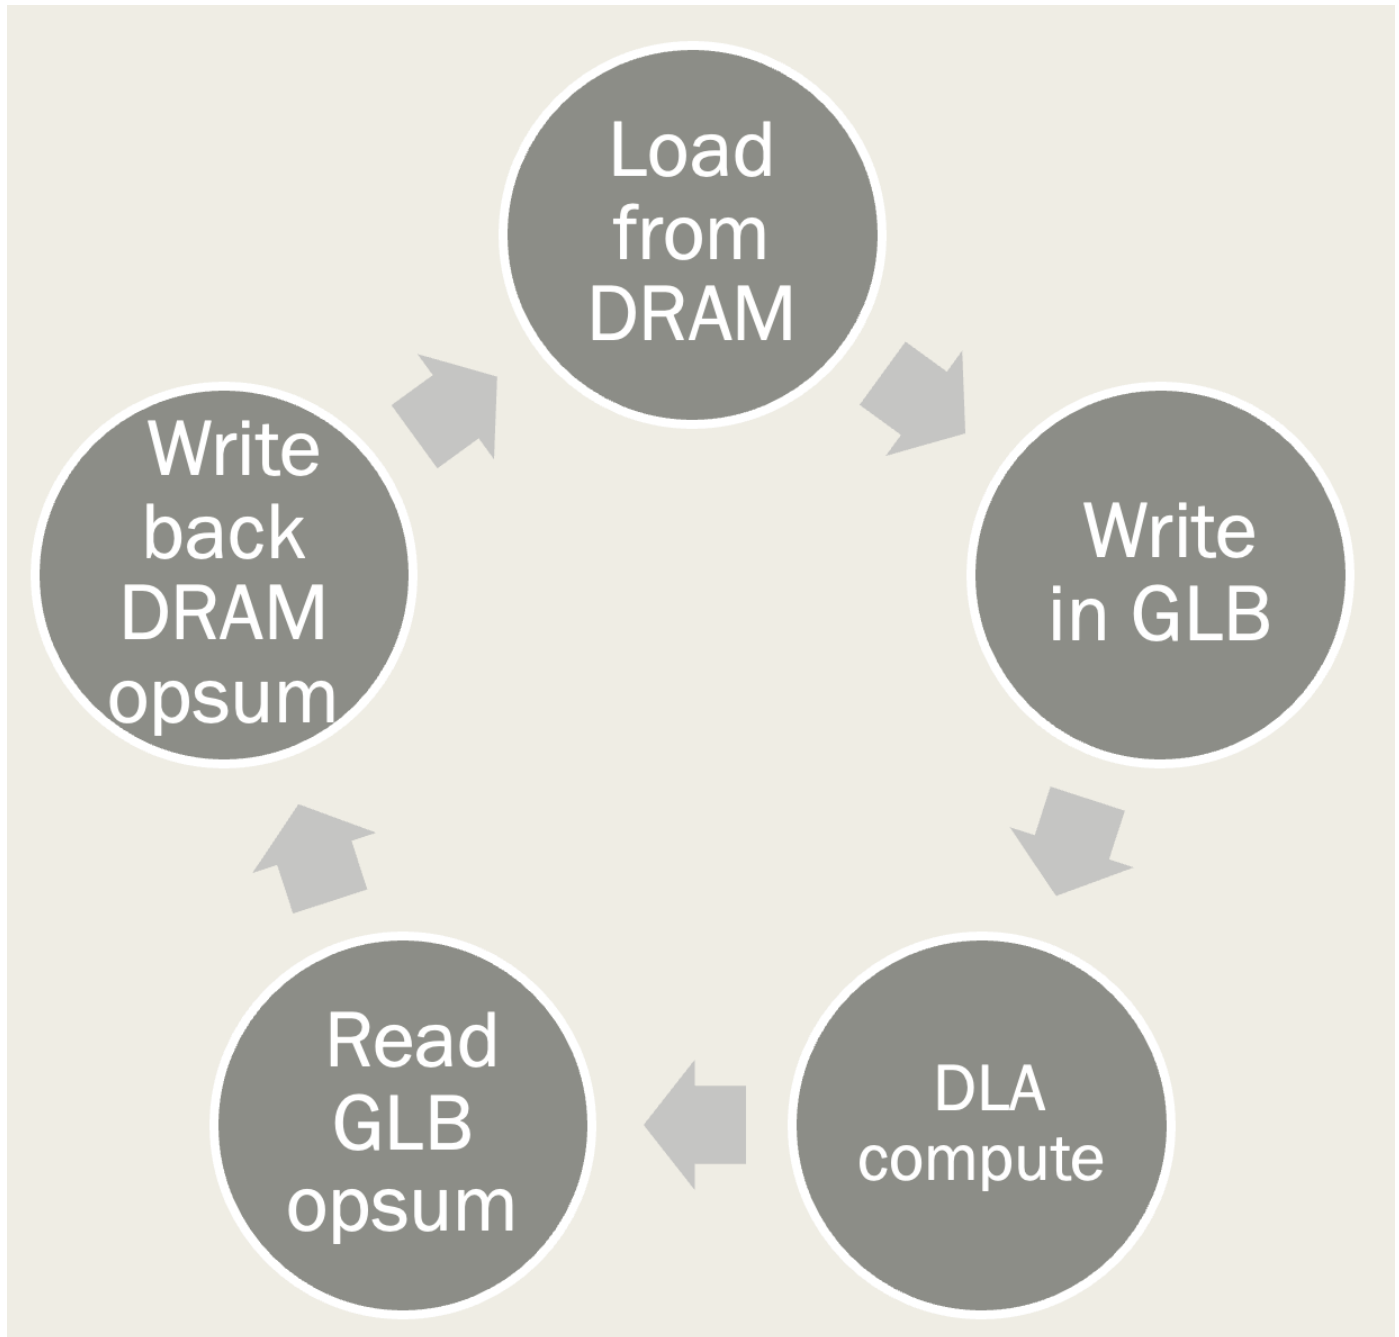 Load
from
DRAM
Write
in GLB
DLA
compute
Read
GLB
opsum
Write
back
DRAM
opsum